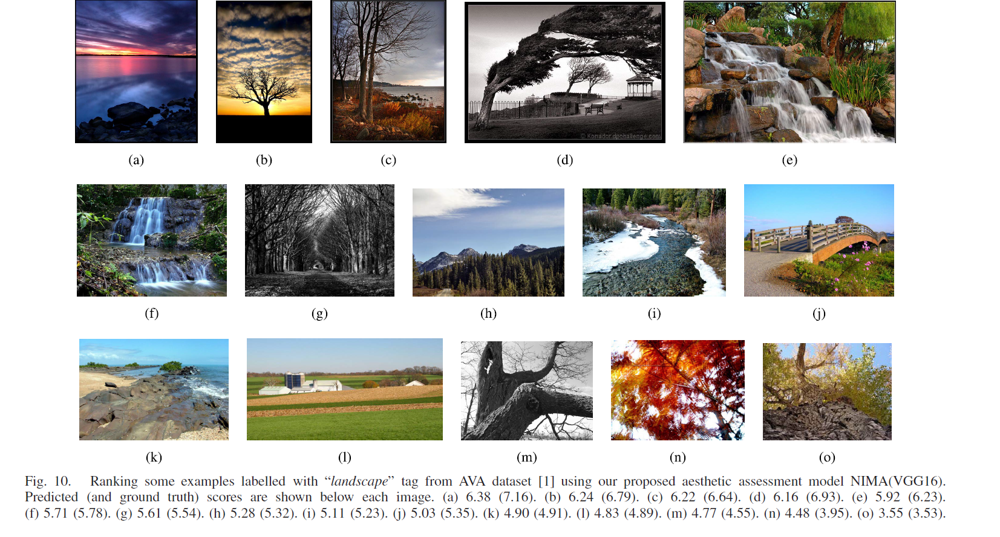 © Konador.dpchallenge.com
(a) (b) (c) (d) (e)
(f) (g) (h) (i) (j)
(k) (l) (m) (n) (o)
Fig. 10. Ranking some examples labelled with “landscape” tag from AVA dataset [1] using our proposed aesthetic assessment model NIMA(VGG16).
Predicted (and ground truth) scores are shown below each image. (a) 6.38 (7.16). (b) 6.24 (6.79). (c) 6.22 (6.64). (d) 6.16 (6.93). (e) 5.92 (6.23).
(f) 5.71 (5.78). (g) 5.61 (5.54). (h) 5.28 (5.32). (i) 5.11 (5.23). (j) 5.03 (5.35). (k) 4.90 (4.91). (l) 4.83 (4.89). (m) 4.77 (4.55). (n) 4.48 (3.95). (o) 3.55 (3.53).